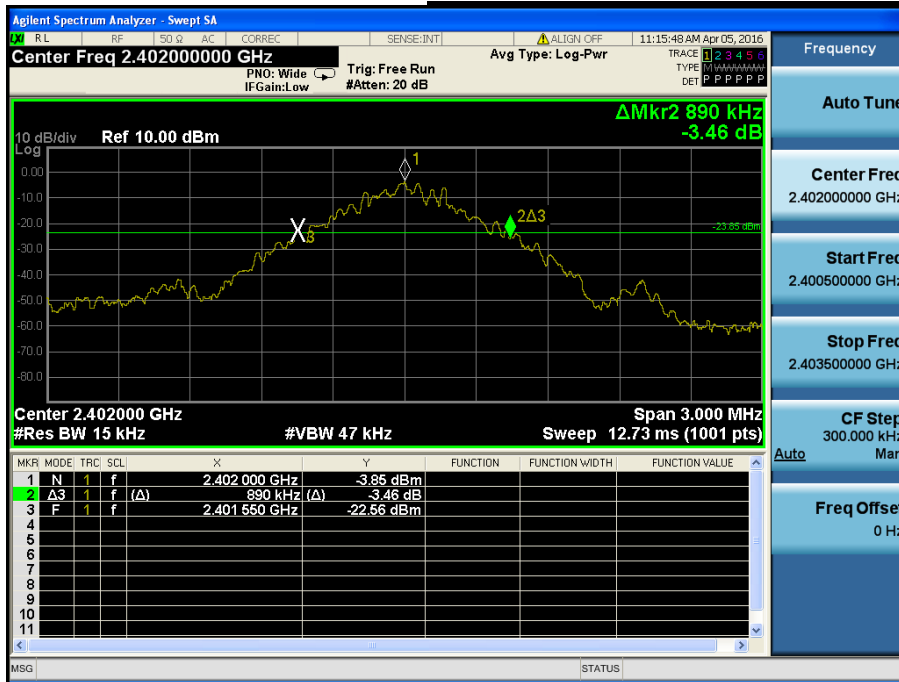 Agilent Spectrum Analyzer - Swept SA
LXI RL RF 50 Ω AC CORREC SENSE:INT ALIGN OFF 11:15:48 AM Apr 05, 2016
Center Freq 2.402000000 GHz
PNO: Wide
IFGain:Low
Trig: Free Run
#Atten: 20 dB
Avg Type: Log-Pwr
TRACE 1 2 3 4 5 6
TYPE M W W W W W
DET P P P P P P
ΔMkr2 890 kHz
-3.46 dB
10 dB/div Ref 10.00 dBm
Log
0.00
-10.0
-20.0
-30.0
-40.0
-50.0
-60.0
-70.0
-80.0
1
2Δ3
3
-23.85 dBm
Center 2.402000 GHz Span 3.000 MHz
#Res BW 15 kHz #VBW 47 kHz Sweep 12.73 ms (1001 pts)
MKR MODE TRC SCL X Y FUNCTION FUNCTION WIDTH FUNCTION VALUE
1 N 1 f 2.402 000 GHz -3.85 dBm
2 Δ3 1 f (Δ) 890 kHz (Δ) -3.46 dB
3 F 1 f 2.401 550 GHz -22.56 dBm
4
5
6
7
8
9
10
11
MSG STATUS
Frequency
Auto Tune
Center Freq
2.402000000 GHz
Start Freq
2.400500000 GHz
Stop Freq
2.403500000 GHz
CF Step
300.000 kHz
Auto Man
Freq Offset
0 Hz